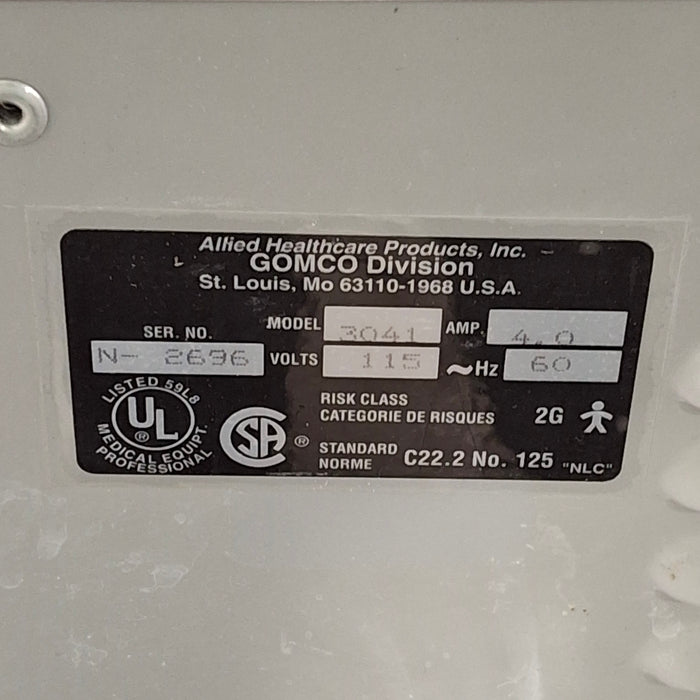 Allied Healthcare Products, Inc.
GOMCO Division
St. Louis, Mo 63110-1968 U.S.A.
SER. NO. MODEL 3041 AMP. 4.0
N- 2696 VOLTS 115 ~Hz 60
LISTED 59L8
UL ®
MEDICAL EQUIPT.
PROFESSIONAL
CSA ®
RISK CLASS
CATEGORIE DE RISQUES 2G
STANDARD
NORME C22.2 No. 125 "NLC"